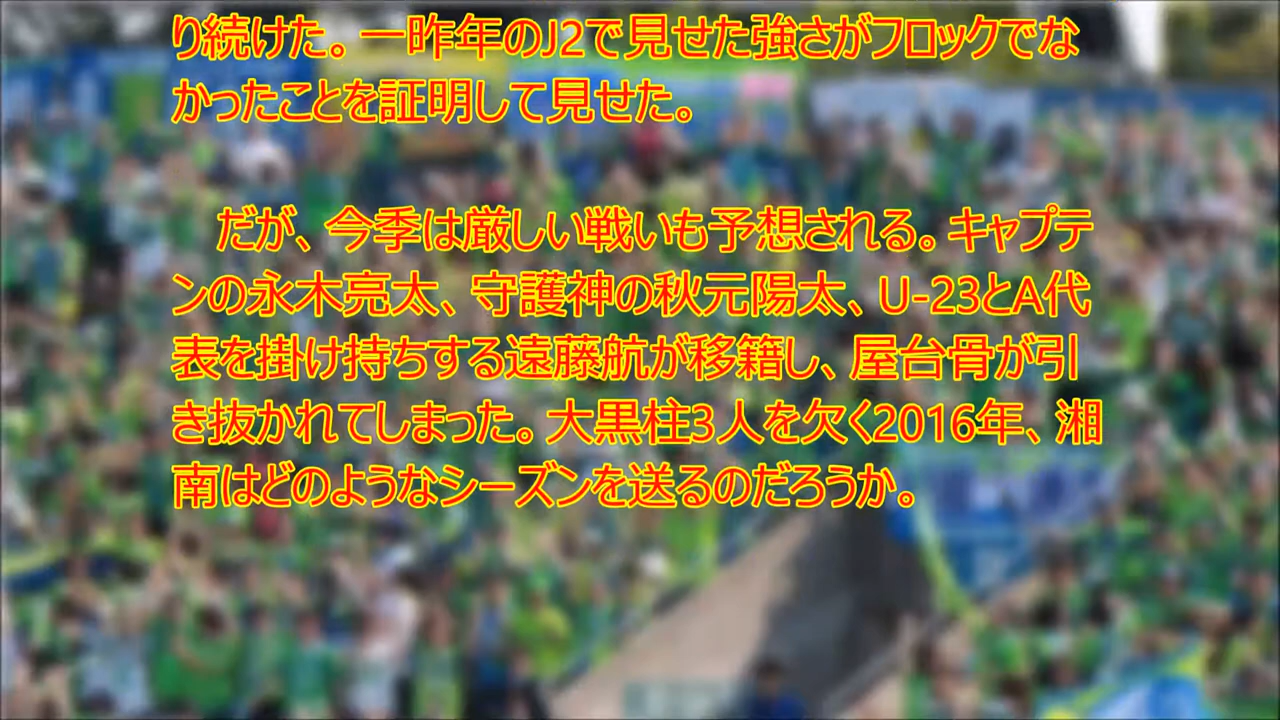 り続けた。一昨年のJ2で見せた強さがフロックでな
かったことを証明して見せた。
だが、今季は厳しい戦いも予想される。キャプテ
ンの永木亮太、守護神の秋元陽太、U-23とA代
表を掛け持ちする遠藤航が移籍し、屋台骨が引
き抜かれてしまった。大黒柱3人を欠く2016年、湘
南はどのようなシーズンを送るのだろうか。